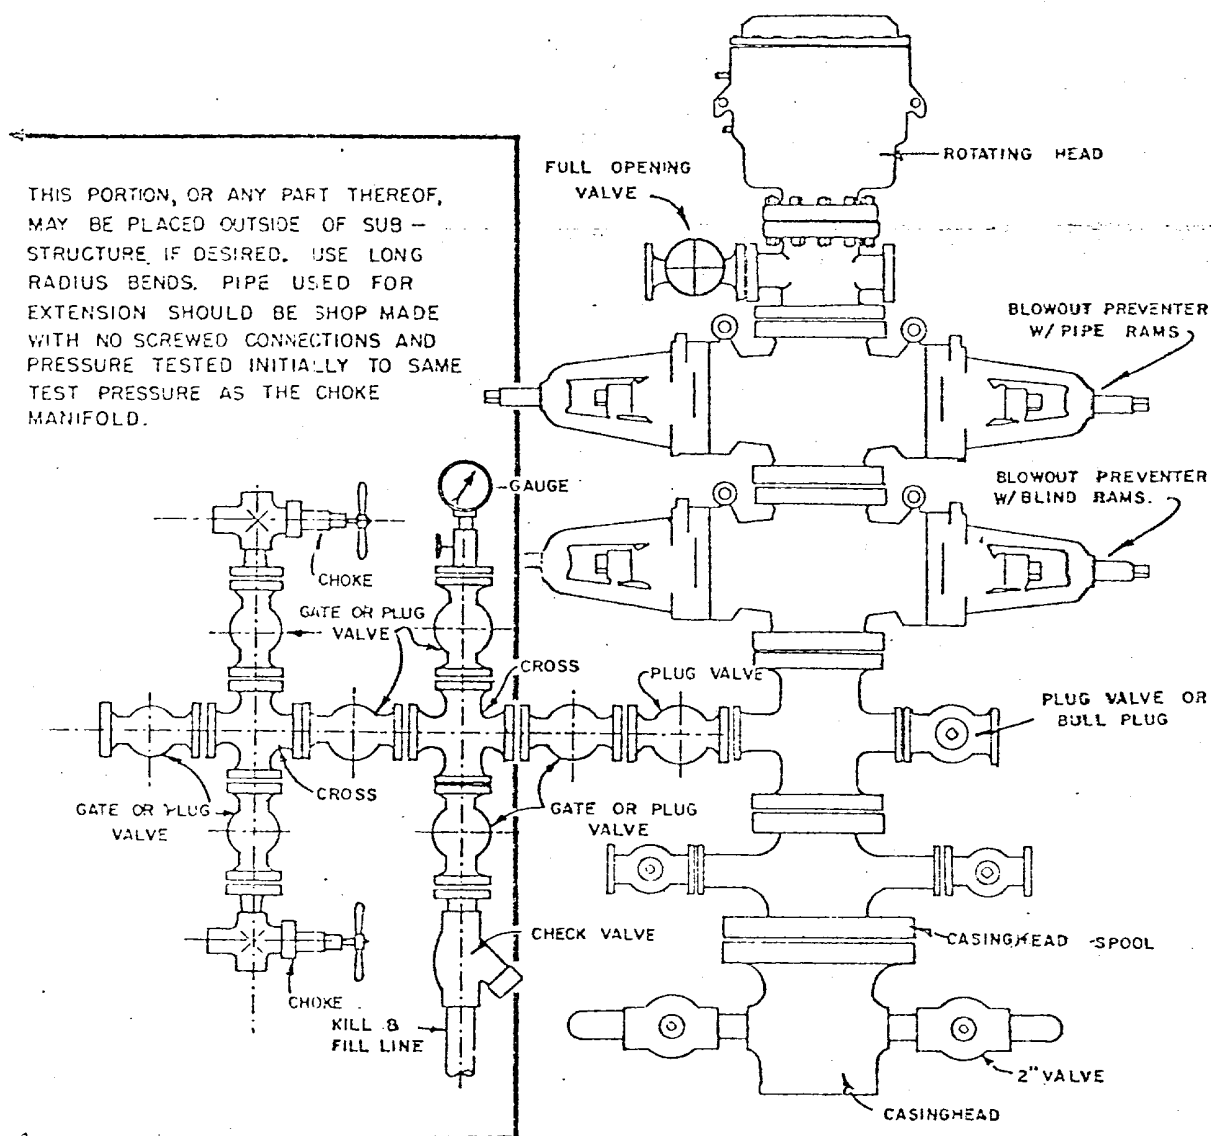 ROTATING HEAD
FULL OPENING
VALVE
THIS PORTION, OR ANY PART THEREOF,
MAY BE PLACED OUTSIDE OF SUB-
STRUCTURE IF DESIRED. USE LONG
RADIUS BENDS. PIPE USED FOR
EXTENSION SHOULD BE SHOP MADE
WITH NO SCREWED CONNECTIONS AND
PRESSURE TESTED INITIALLY TO SAME
TEST PRESSURE AS THE CHOKE
MANIFOLD.
BLOWOUT PREVENTER
W/ PIPE RAMS
GAUGE
BLOWOUT PREVENTER
W/BLIND RAMS.
CHOKE
GATE OR PLUG
VALVE
CROSS
PLUG VALVE
PLUG VALVE OR
BULL PLUG
CROSS
GATE OR PLUG
VALVE
GATE OR PLUG
VALVE
CHECK VALVE
CASINGHEAD SPOOL
CHOKE
KILL &
FILL LINE
2" VALVE
CASINGHEAD